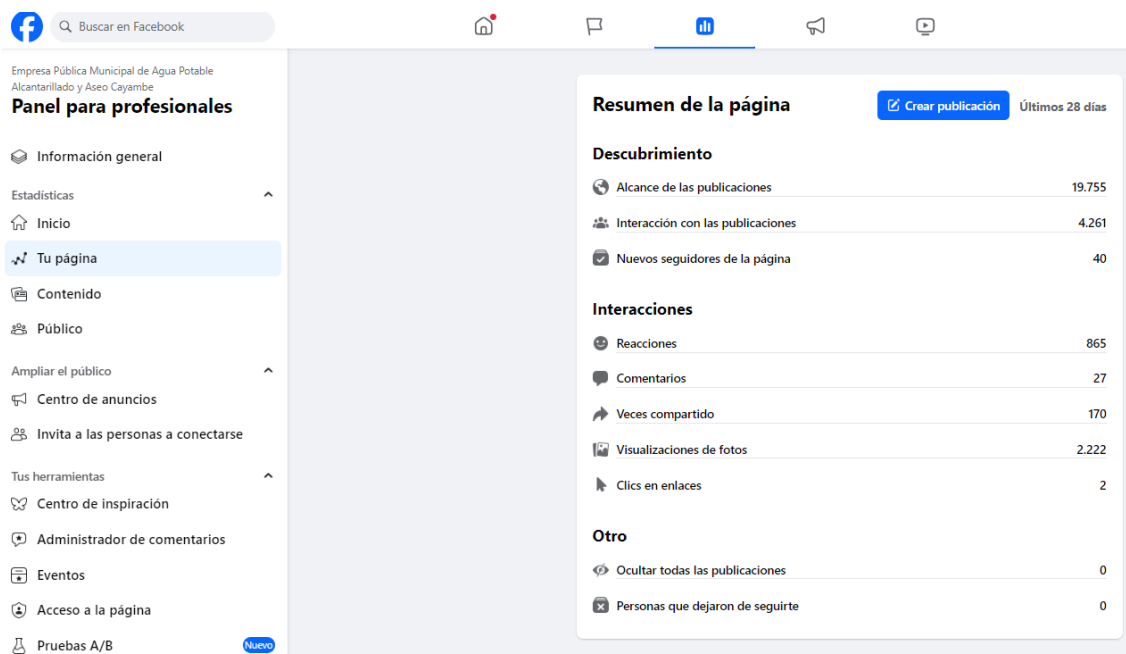 Buscar en Facebook
Empresa Pública Municipal de Agua Potable
Alcantarillado y Aseo Cayambe
Panel para profesionales
Información general
Estadísticas
Inicio
Tu página
Contenido
Público
Ampliar el público
Centro de anuncios
Invita a las personas a conectarse
Tus herramientas
Centro de inspiración
Administrador de comentarios
Eventos
Acceso a la página
Pruebas A/B Nuevo
Resumen de la página Crear publicación Últimos 28 días
Descubrimiento
Alcance de las publicaciones 19.755
Interacción con las publicaciones 4.261
Nuevos seguidores de la página 40
Interacciones
Reacciones 865
Comentarios 27
Veces compartido 170
Visualizaciones de fotos 2.222
Clics en enlaces 2
Otro
Ocultar todas las publicaciones 0
Personas que dejaron de seguirte 0